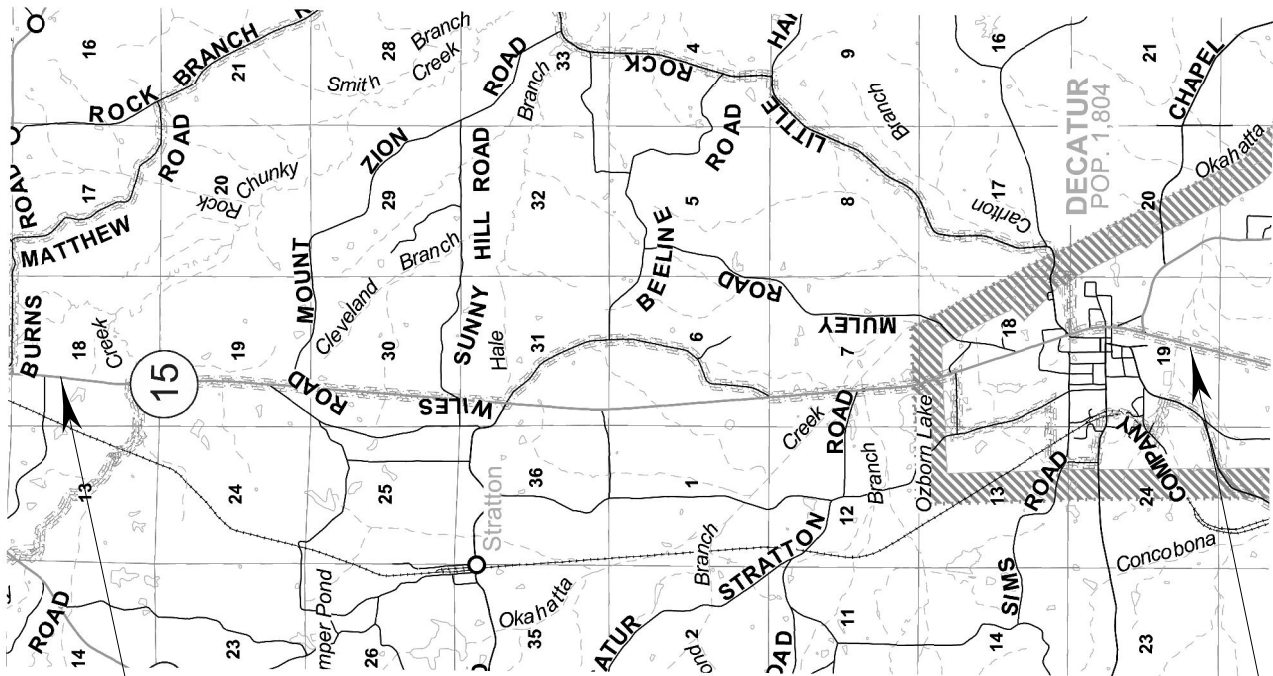 16
ROCK BRANCH
21
28
Branch
Creek
Smith
ROAD
33
Branch
ROCK
4
LITTLE
9
Branch
16
21
CHAPEL
DECATUR
POP. 1,804
ROAD
17
MATTHEW
ROAD
20
Chunky
Rock
ZION
29
HILL ROAD
32
ROAD
5
8
17
Carlton
20
Okahatta
BURNS
18
Creek
19
MOUNT
Cleveland
Branch
30
SUNNY
Hale
31
BEELINE
6
ROAD
MULEY
7
18
19
15
ROAD
WILES
Creek
ROAD
Branch
Ozborn Lake
13
24
25
Stratton
36
1
12
13
ROAD
COMPANY
24
Concobona
ROAD
14
23
26
Okahatta
35
Branch
STRATTON
2
11
SIMS
14
23